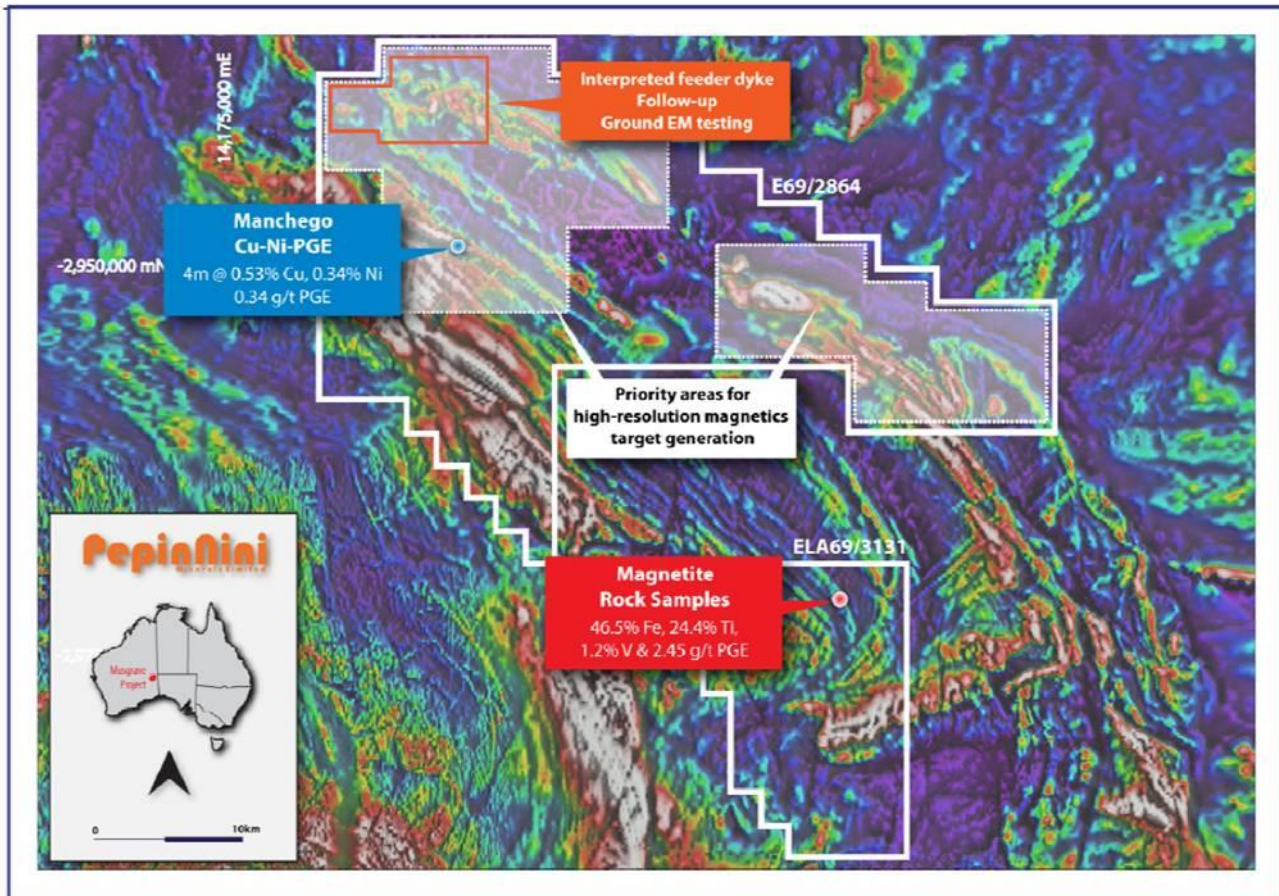 14,175,000 mE
Interpreted feeder dyke
Follow-up
Ground EM testing
E69/2864
Manchego
Cu-Ni-PGE
4m @ 0.53% Cu, 0.34% Ni
0.34 g/t PGE
-2,950,000 mN
Priority areas for
high-resolution magnetics
target generation
ELA69/3131
Magnetite
Rock Samples
46.5% Fe, 24.4% Ti,
1.2% V & 2.45 g/t PGE
PepinNini
Minerals Limited
Musgrave
Project
0 10km